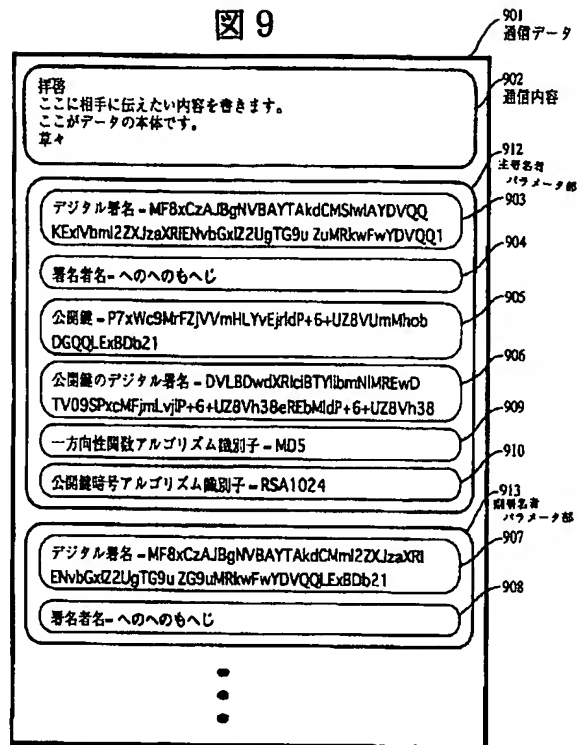 図9
901
通信データ
拝啓
ここに相手に伝えたい内容を書きます。
ここがデータの本体です。
草々
902
通信内容
912
主署名者
パラメータ部
デジタル署名=MF8xCzAJBgNVBAYTAkdCMSIwIAYDVQQ
KExlVbml2ZXJzaXRlENvbGxlZ2UgTG9u ZuMRkwFwYDVQQ1
903
署名者名=へのへのもへじ
904
公開鍵=P7xWc9MrFZjVVmHLYvEjrldP+6+UZ8VUmMhob
DGQQLExBDb21
905
公開鍵のデジタル署名=DVLBDwdXRlciBTYlibmNlMREwD
TV09SPxcMFjmLvjlP+6+UZ8Vh38eREbMldP+6+UZ8Vh38
906
一方向性関数アルゴリズム識別子=MD5
909
公開鍵暗号アルゴリズム識別子=RSA1024
910
913
副署名者
パラメータ部
デジタル署名=MF8xCzAJBgNVBAYTAkdCMml2ZXJzaXRl
ENvbGxlZ2UgTG9u ZG9uMRkwFwYDVQQLExBDb21
907
署名者名=へのへのもへじ
908